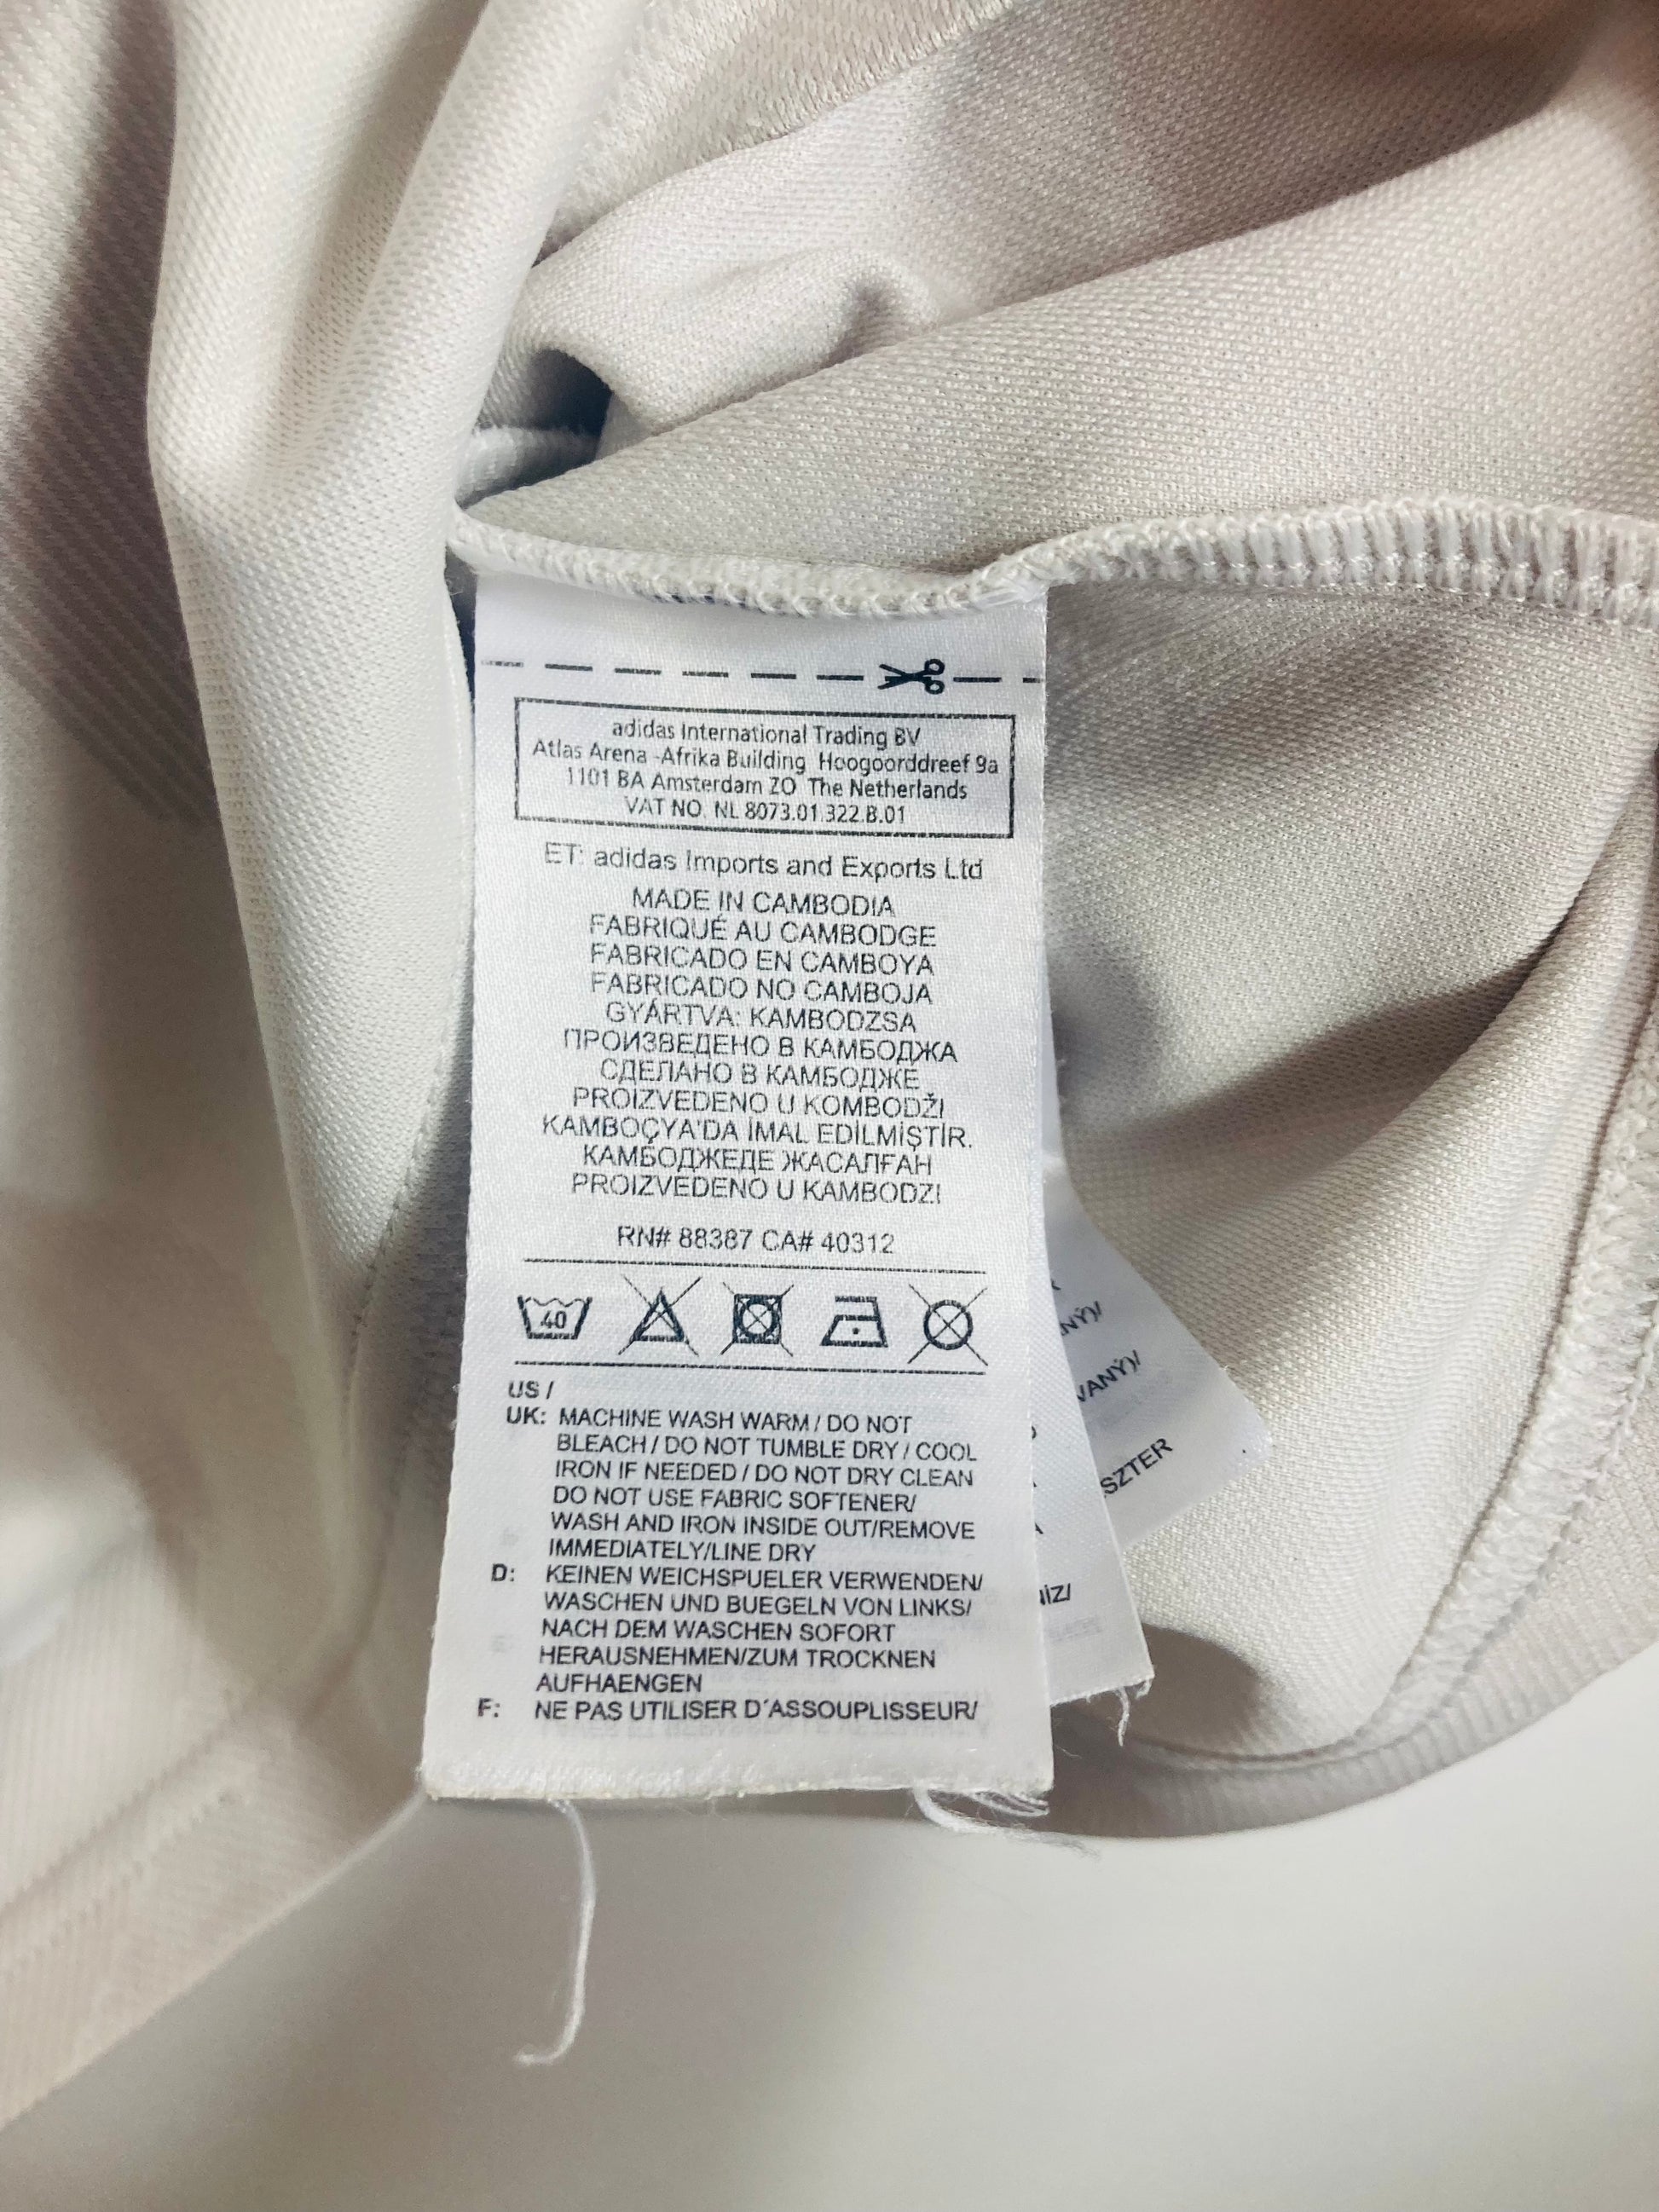 adidas International Trading BV
Atlas Arena -Afrika Building Hoogoorddreef 9a
1101 BA Amsterdam ZO The Netherlands
VAT NO. NL 8073.01.322.B.01
ET: adidas Imports and Exports Ltd
MADE IN CAMBODIA
FABRIQUÉ AU CAMBODGE
FABRICADO EN CAMBOYA
FABRICADO NO CAMBOJA
GYÁRTVA: KAMBODZSA
ПРОИЗВЕДЕНО В КАМБОДЖА
СДЕЛАНО В КАМБОДЖЕ
PROIZVEDENO U KOMBODŽI
KAMBOÇYA'DA İMAL EDİLMİŞTİR.
КАМБОДЖЕДЕ ЖАСАЛҒАН
PROIZVEDENO U KAMBODZI
RN# 88387 CA# 40312
40
US /
UK: MACHINE WASH WARM / DO NOT
BLEACH / DO NOT TUMBLE DRY / COOL
IRON IF NEEDED / DO NOT DRY CLEAN
DO NOT USE FABRIC SOFTENER/
WASH AND IRON INSIDE OUT/REMOVE
IMMEDIATELY/LINE DRY
D: KEINEN WEICHSPUELER VERWENDEN/
WASCHEN UND BUEGELN VON LINKS/
NACH DEM WASCHEN SOFORT
HERAUSNEHMEN/ZUM TROCKNEN
AUFHAENGEN
F: NE PAS UTILISER D'ASSOUPLISSEUR/
VANÝ)/
SZTER